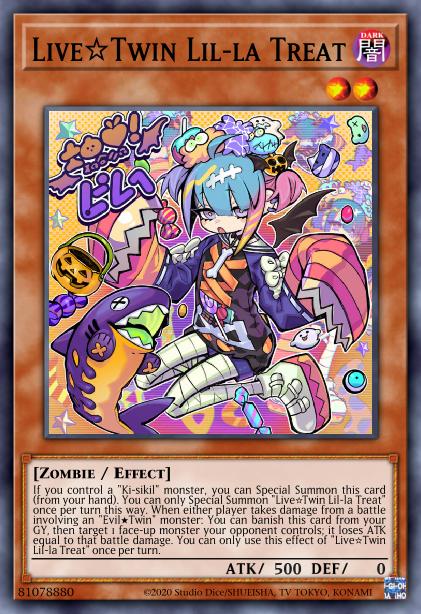 LIVE☆TWIN LIL-LA TREAT
DARK
闇
[ZOMBIE / EFFECT]
If you control a "Ki-sikil" monster, you can Special Summon this card
(from your hand). You can only Special Summon "Live☆Twin Lil-la Treat"
once per turn this way. When either player takes damage from a battle
involving an "Evil★Twin" monster: You can banish this card from your
GY, then target 1 face-up monster your opponent controls; it loses ATK
equal to that battle damage. You can only use this effect of "Live☆Twin
Lil-la Treat" once per turn.
ATK/ 500 DEF/ 0
81078880 ©2020 Studio Dice/SHUEISHA, TV TOKYO, KONAMI